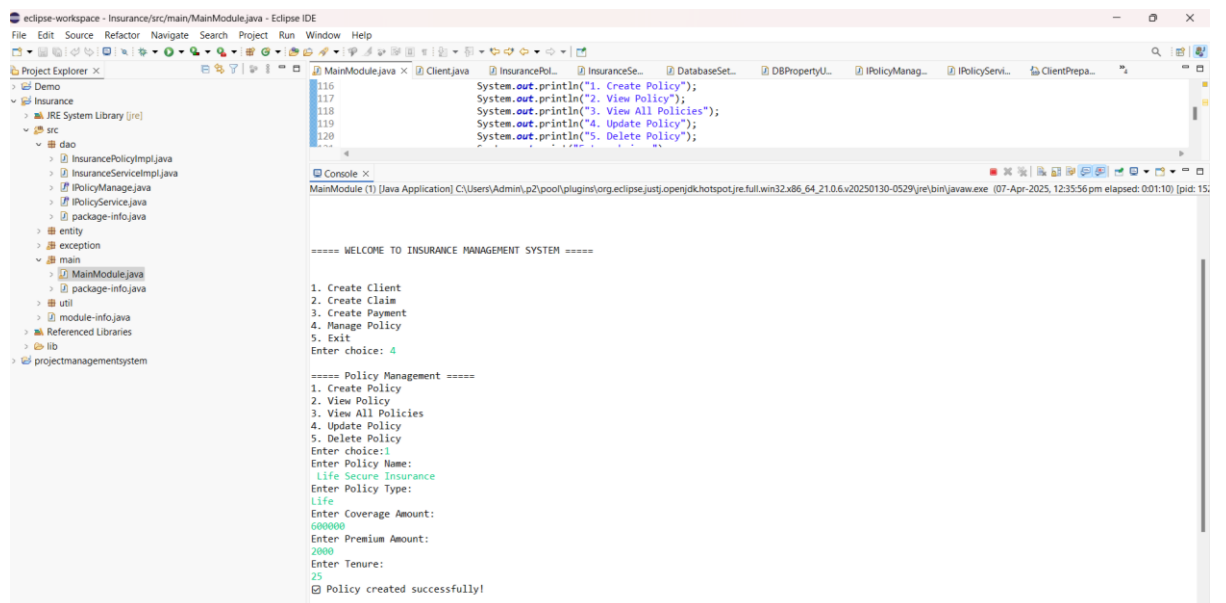 eclipse-workspace - Insurance/src/main/MainModule.java - Eclipse IDE
File Edit Source Refactor Navigate Search Project Run Window Help
Project Explorer
MainModule.java Client.java InsurancePol... InsuranceSe... DatabaseSet... DBPropertyU... IPolicyManag... IPolicyServi... ClientPrepa...
Demo
Insurance
JRE System Library [jre]
src
dao
InsurancePolicyImpl.java
InsuranceServiceImpl.java
IPolicyManage.java
IPolicyService.java
package-info.java
entity
exception
main
MainModule.java
package-info.java
util
module-info.java
Referenced Libraries
lib
projectmanagementsystem
116 System.out.println("1. Create Policy");
117 System.out.println("2. View Policy");
118 System.out.println("3. View All Policies");
119 System.out.println("4. Update Policy");
120 System.out.println("5. Delete Policy");
Console
MainModule (1) [Java Application] C:\Users\Admin\.p2\pool\plugins\org.eclipse.justj.openjdk.hotspot.jre.full.win32.x86_64_21.0.6.v20250130-0529\jre\bin\javaw.exe (07-Apr-2025, 12:35:56 pm elapsed: 0:01:10) [pid: 152
===== WELCOME TO INSURANCE MANAGEMENT SYSTEM =====
1. Create Client
2. Create Claim
3. Create Payment
4. Manage Policy
5. Exit
Enter choice: 4
===== Policy Management =====
1. Create Policy
2. View Policy
3. View All Policies
4. Update Policy
5. Delete Policy
Enter choice:1
Enter Policy Name:
Life Secure Insurance
Enter Policy Type:
Life
Enter Coverage Amount:
600000
Enter Premium Amount:
2000
Enter Tenure:
25
☑ Policy created successfully!